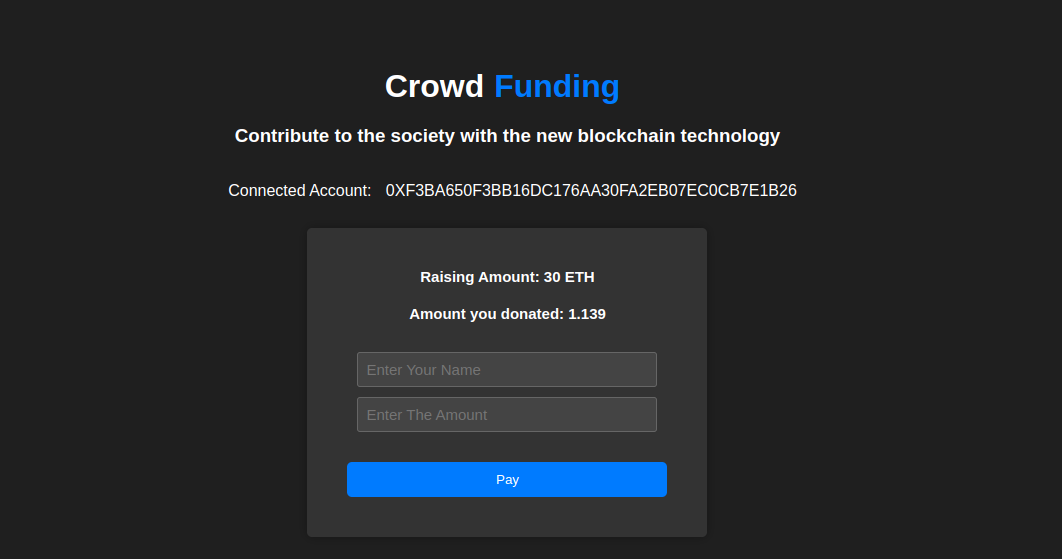 Crowd Funding
Contribute to the society with the new blockchain technology
Connected Account: 0XF3BA650F3BB16DC176AA30FA2EB07EC0CB7E1B26
Raising Amount: 30 ETH
Amount you donated: 1.139
Enter Your Name
Enter The Amount
Pay